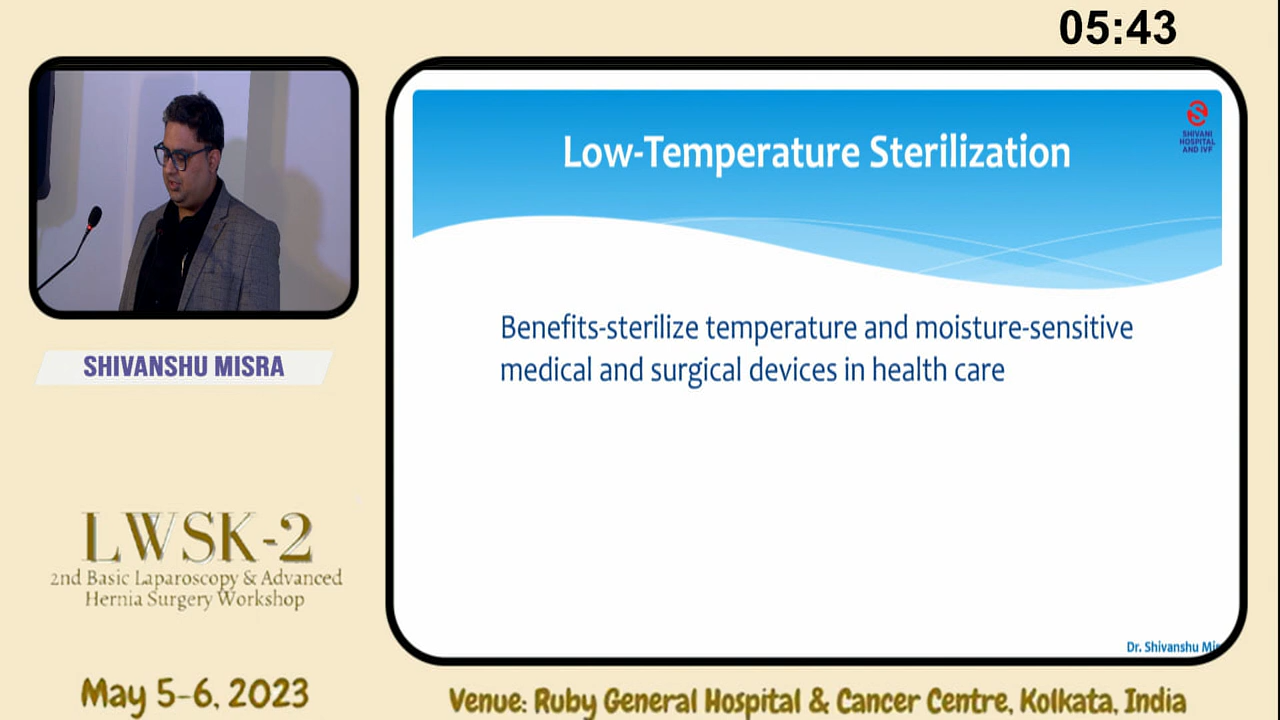 05:43
Low-Temperature Sterilization
SHIVANI
HOSPITAL
AND IVF
Benefits-sterilize temperature and moisture-sensitive
medical and surgical devices in health care
Dr. Shivanshu
SHIVANSHU MISRA
LWSK-2
2nd Basic Laparoscopy & Advanced
Hernia Surgery Workshop
May 5-6, 2023
Venue: Ruby General Hospital & Cancer Centre, Kolkata, India